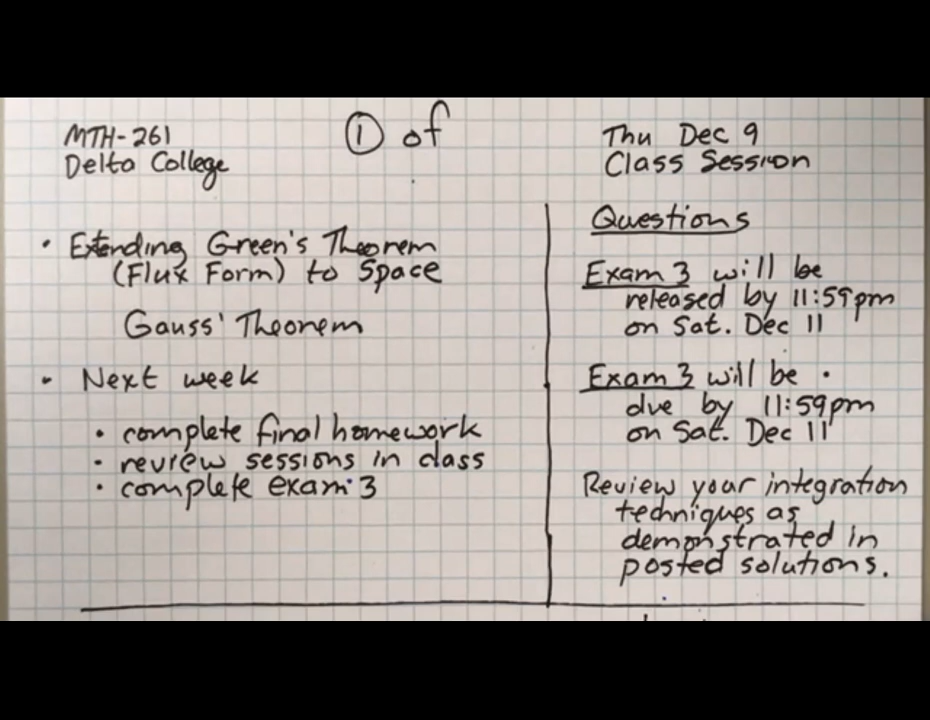 MTH-261
Delta College
① of
Thu Dec 9
Class Session
• Extending Green's Theorem
(Flux Form) to Space
Gauss' Theorem
• Next week
• complete final homework
• review sessions in class
• complete exam 3
Questions
Exam 3 will be
released by 11:59pm
on Sat. Dec 11
Exam 3 will be
due by 11:59pm
on Sat. Dec 11
Review your integration
techniques as
demonstrated in
posted solutions.